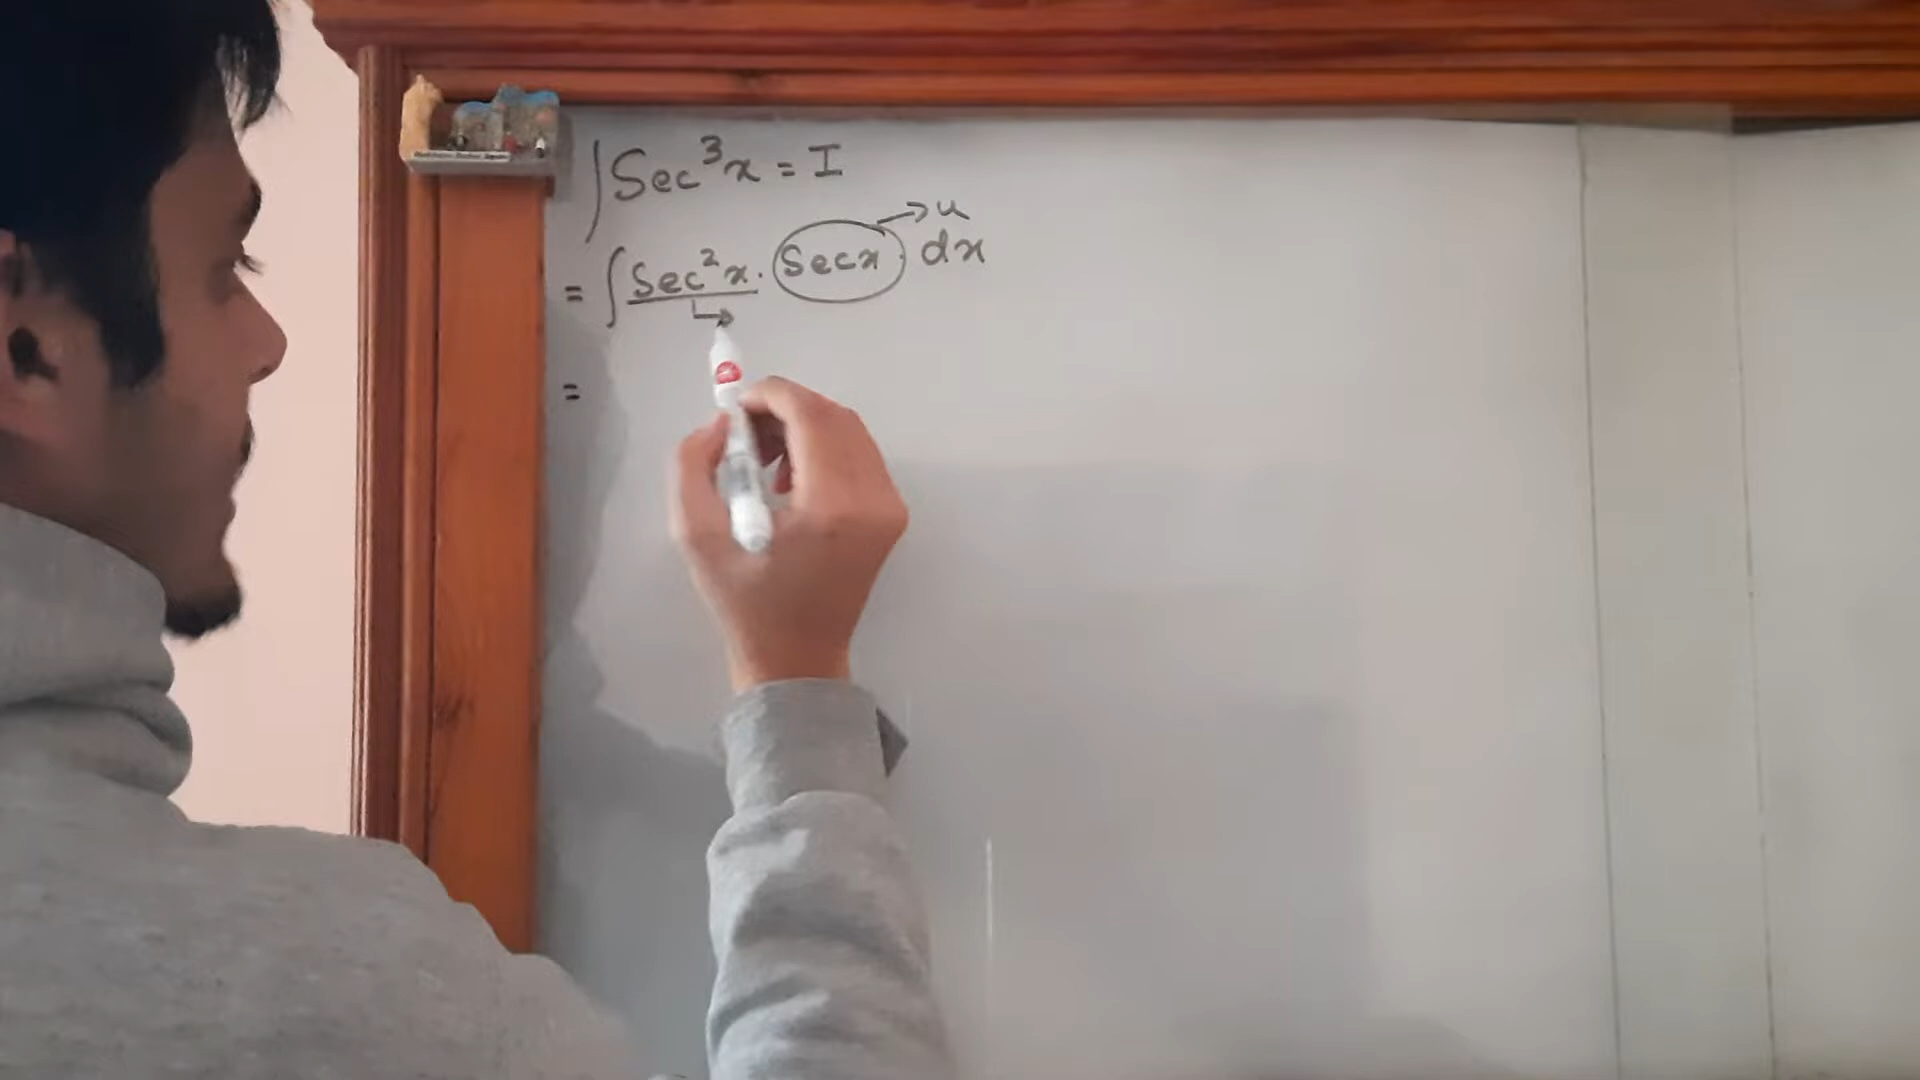 ∫Sec³x = I
→ u
= ∫Sec²x · Secx · dx
=